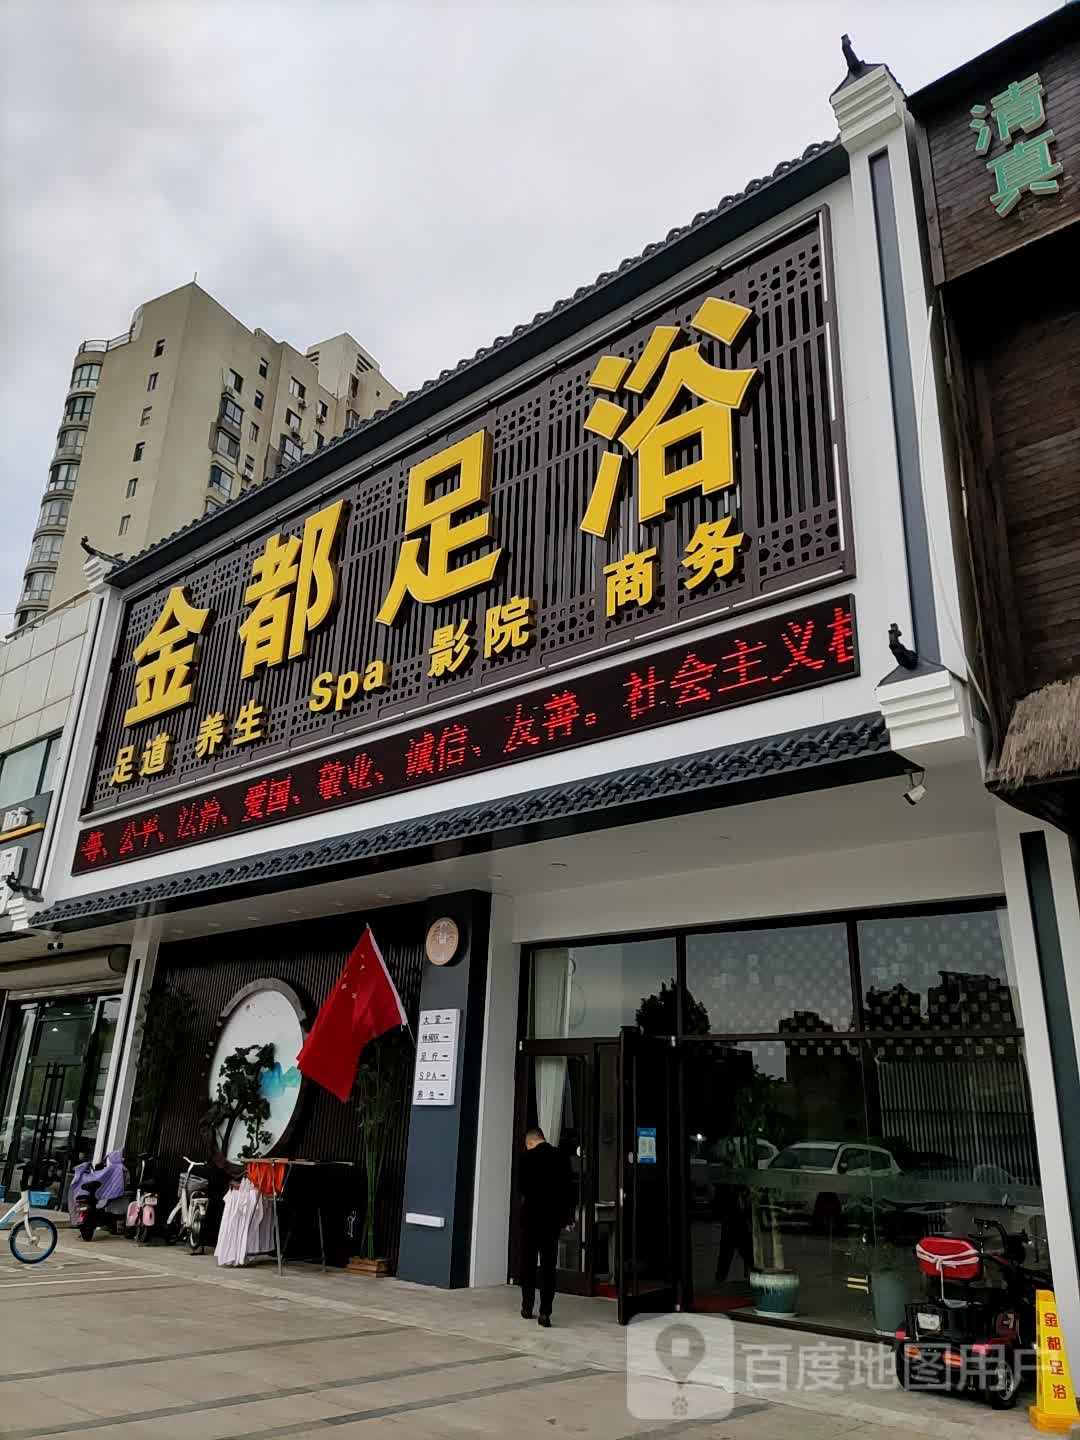 清真
金都足浴
足道 养生 Spa 影院 商务
等、公平、法治、爱国、敬业、诚信、友善。社会主义核
大堂→
休闲区→
足疗→
SPA→
养生→
金都足浴
百度地图用户